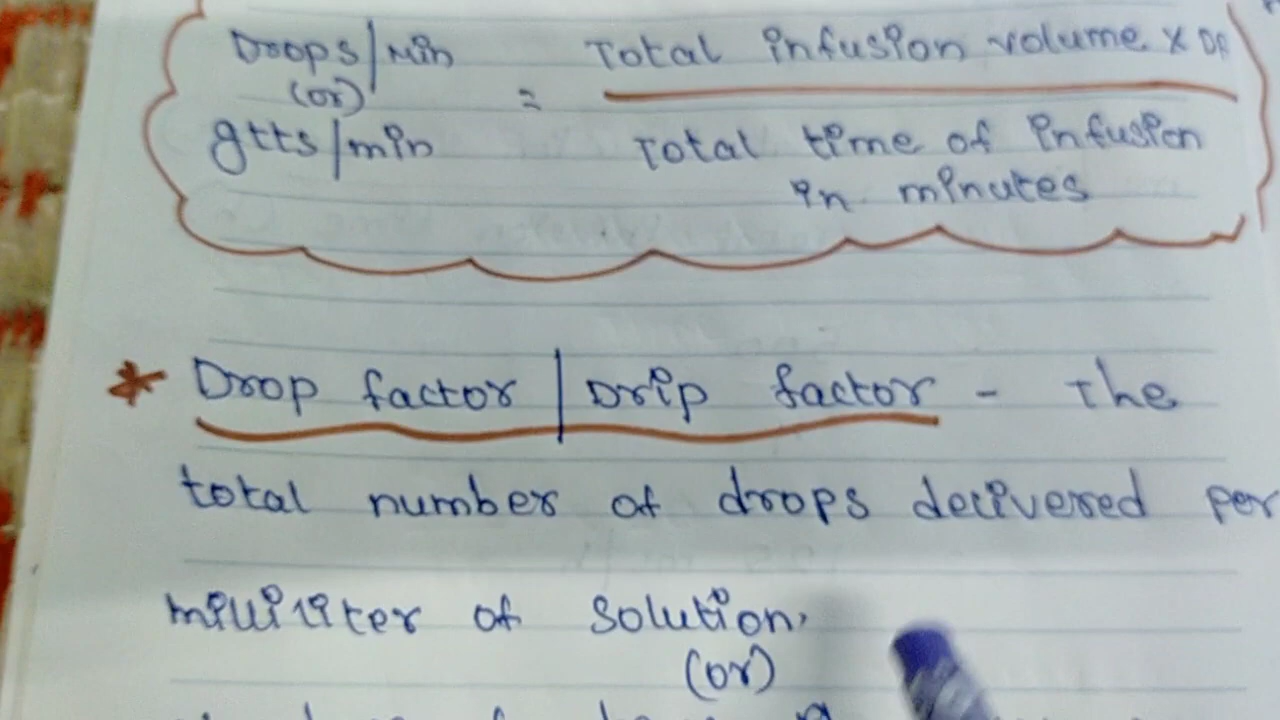 Drops/Min = Total infusion volume X DF
(or)
gtts/min Total time of infusion
in minutes
* Drop factor / Drip factor - The
total number of drops delivered per
milliliter of solution.
(or)